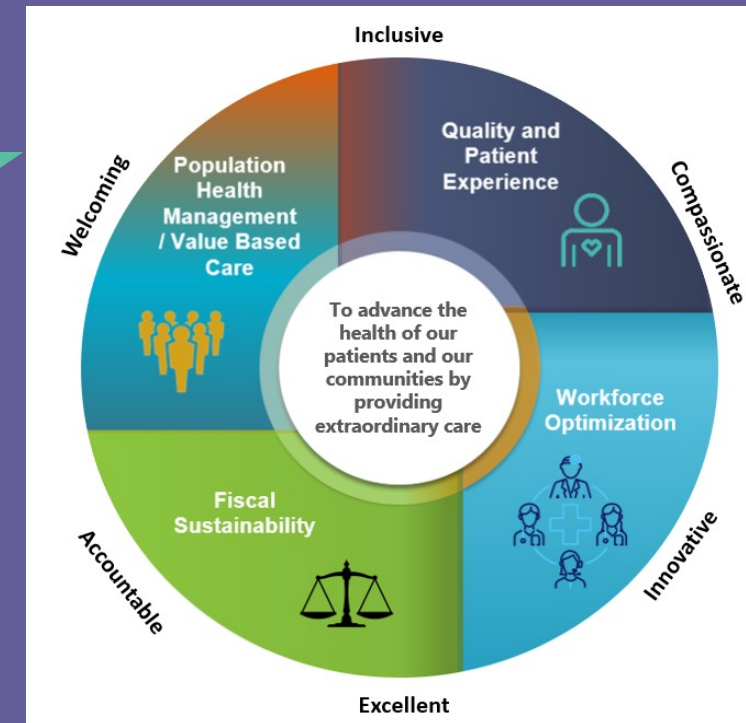 Inclusive
Quality and
Patient
Experience
Compassionate
Population
Health
Management
/ Value Based
Care
Welcoming
To advance the
health of our
patients and our
communities by
providing
extraordinary care
Workforce
Optimization
Innovative
Fiscal
Sustainability
Accountable
Excellent